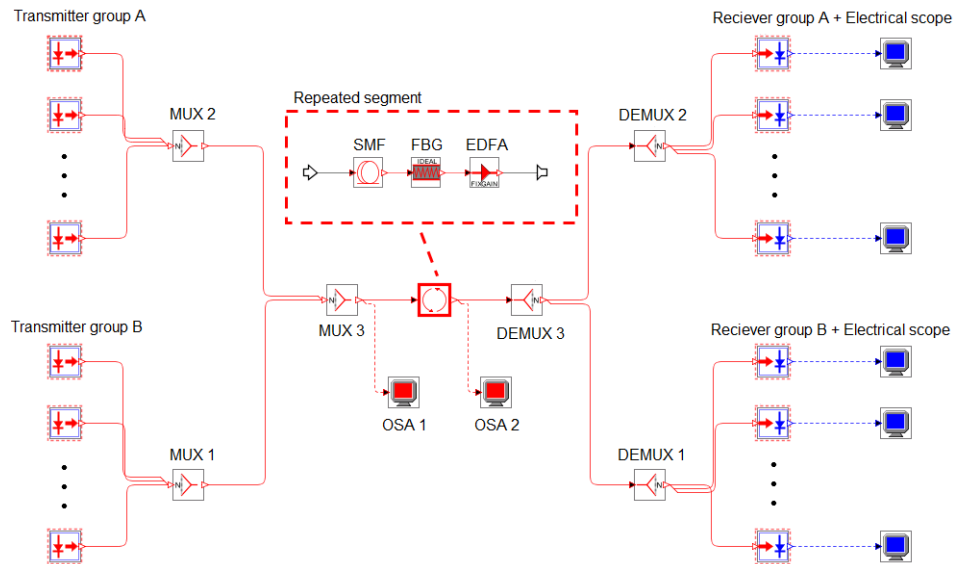 Transmitter group A
Reciever group A + Electrical scope
MUX 2
DEMUX 2
Repeated segment
SMF
FBG
EDFA
IDEAL
FIXGAIN
N
N
N
N
MUX 3
DEMUX 3
OSA 1
OSA 2
Transmitter group B
Reciever group B + Electrical scope
MUX 1
DEMUX 1
N
N